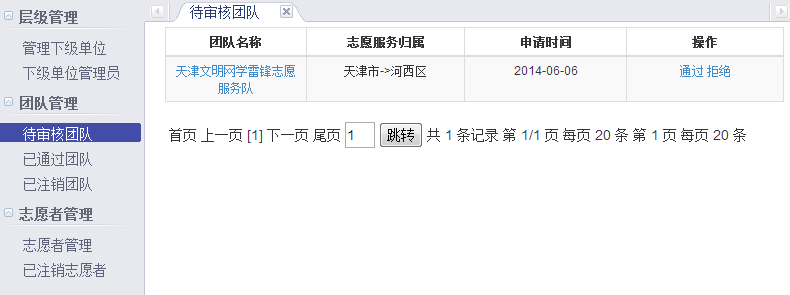 层级管理
管理下级单位
下级单位管理员
团队管理
待审核团队
已通过团队
已注销团队
志愿者管理
志愿者管理
已注销志愿者
待审核团队
团队名称 志愿服务归属 申请时间 操作
天津文明网学雷锋志愿 天津市->河西区 2014-06-06 通过 拒绝
服务队
首页 上一页 [1] 下一页 尾页 1 跳转 共 1 条记录 第 1/1 页 每页 20 条 第 1 页 每页 20 条